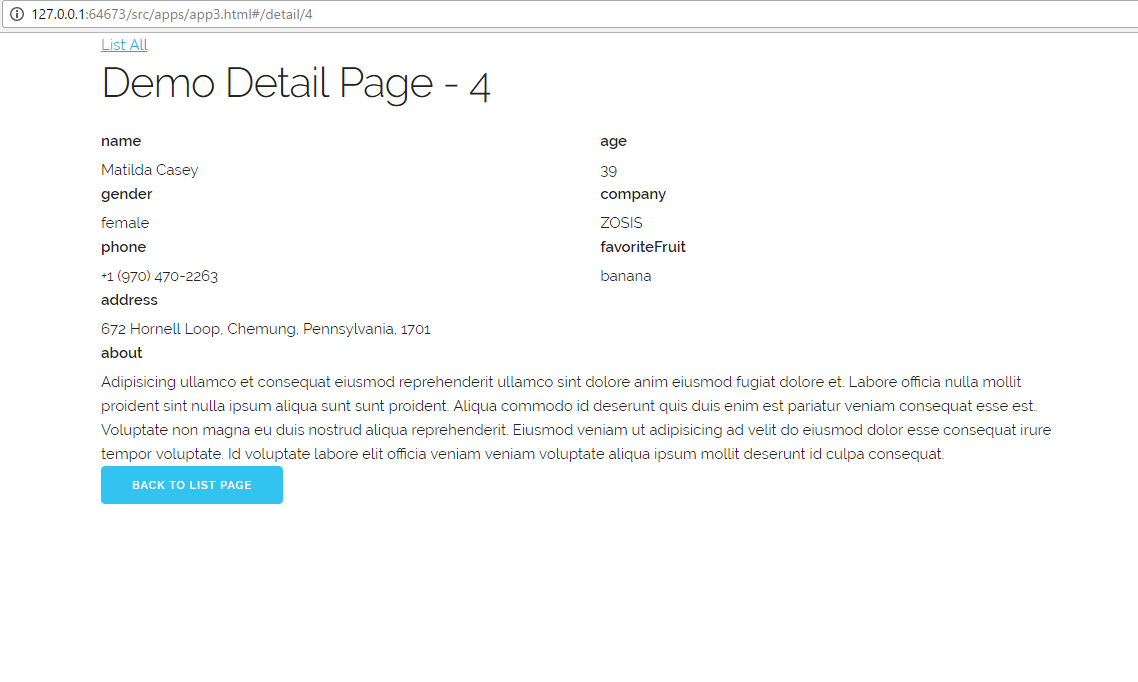 127.0.0.1:64673/src/apps/app3.html#/detail/4
List All
Demo Detail Page - 4
name age
Matilda Casey 39
gender company
female ZOSIS
phone favoriteFruit
+1 (970) 470-2263 banana
address
672 Hornell Loop, Chemung, Pennsylvania, 1701
about
Adipisicing ullamco et consequat eiusmod reprehenderit ullamco sint dolore anim eiusmod fugiat dolore et. Labore officia nulla mollit
proident sint nulla ipsum aliqua sunt sunt proident. Aliqua commodo id deserunt quis duis enim est pariatur veniam consequat esse est.
Voluptate non magna eu duis nostrud aliqua reprehenderit. Eiusmod veniam ut adipisicing ad velit do eiusmod dolor esse consequat irure
tempor voluptate. Id voluptate labore elit officia veniam veniam voluptate aliqua ipsum mollit deserunt id culpa consequat.
BACK TO LIST PAGE